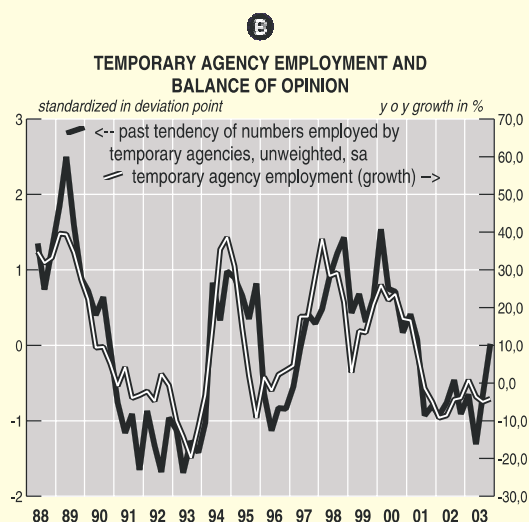 B
TEMPORARY AGENCY EMPLOYMENT AND
BALANCE OF OPINION
standardized in deviation point y o y growth in %
3 70,0
<-- past tendency of numbers employed by
temporary agencies, unweighted, sa
60,0
temporary agency employment (growth) –>
2 50,0
40,0
1 30,0
20,0
0 10,0
0,0
-1 -10,0
-20,0
-2 -30,0
88 89 90 91 92 93 94 95 96 97 98 99 00 01 02 03